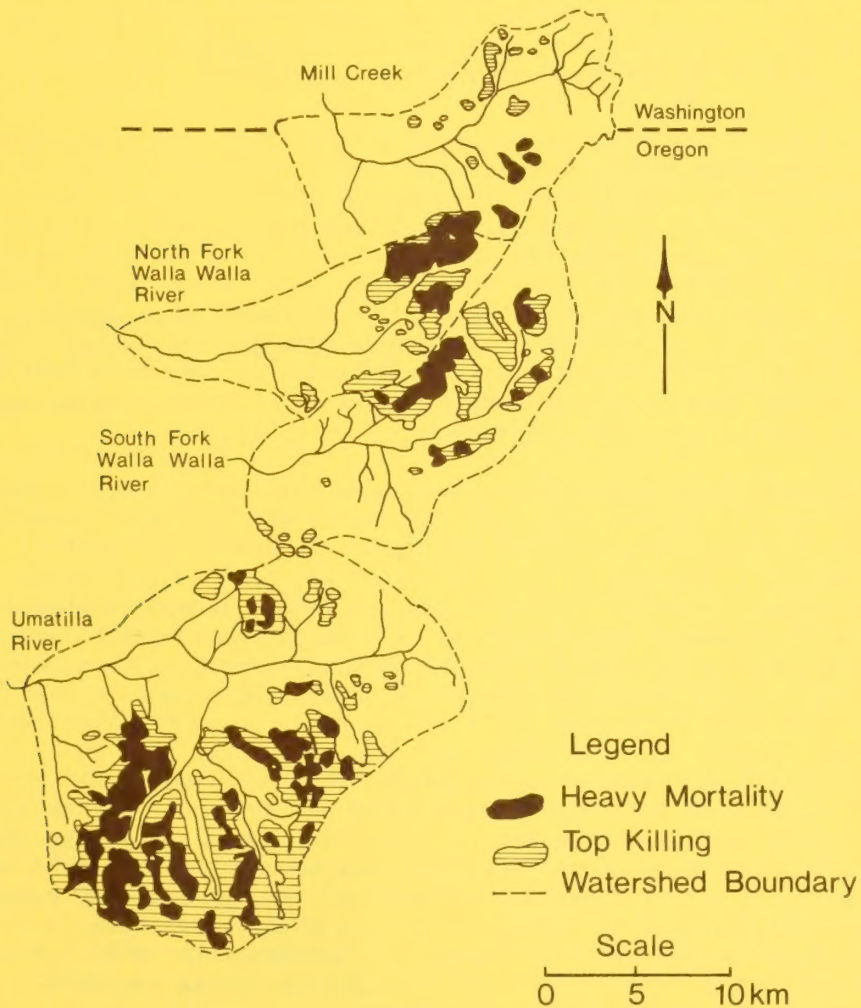 Mill Creek
Washington
Oregon
North Fork
Walla Walla
River
N
South Fork
Walla Walla
River
Umatilla
River
Legend
Heavy Mortality
Top Killing
Watershed Boundary
Scale
0 5 10 km